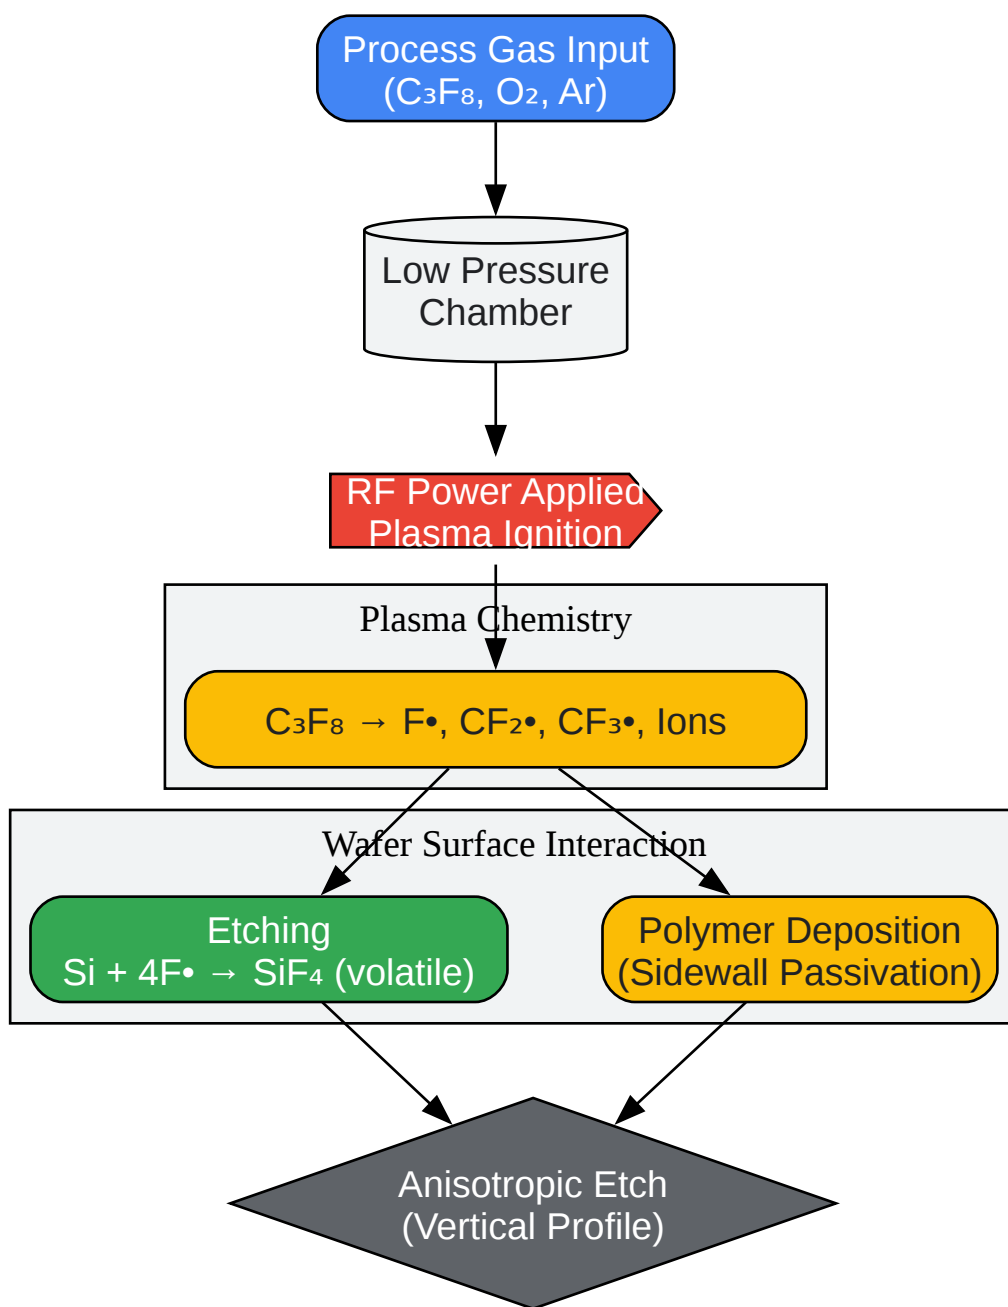 Process Gas Input
(C₃F₈, O₂, Ar)
Low Pressure
Chamber
RF Power Applied
Plasma Ignition
Plasma Chemistry
C₃F₈ → F•, CF₂•, CF₃•, Ions
Wafer Surface Interaction
Etching
Si + 4F• → SiF₄ (volatile)
Polymer Deposition
(Sidewall Passivation)
Anisotropic Etch
(Vertical Profile)